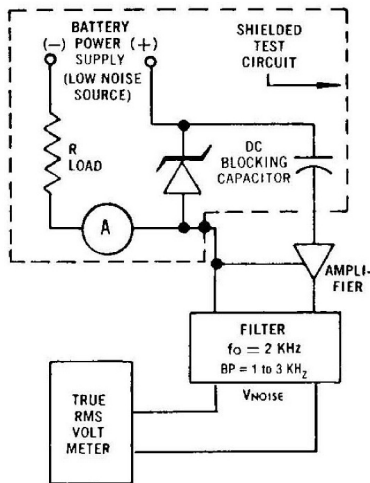 BATTERY
(-) POWER (+)
SUPPLY
(LOW NOISE
SOURCE)
SHIELDED
TEST
CIRCUIT
R
LOAD
DC
BLOCKING
CAPACITOR
A
AMPLI-
FIER
FILTER
fo = 2 KHz
BP = 1 to 3 KHz
VNOISE
TRUE
RMS
VOLT
METER